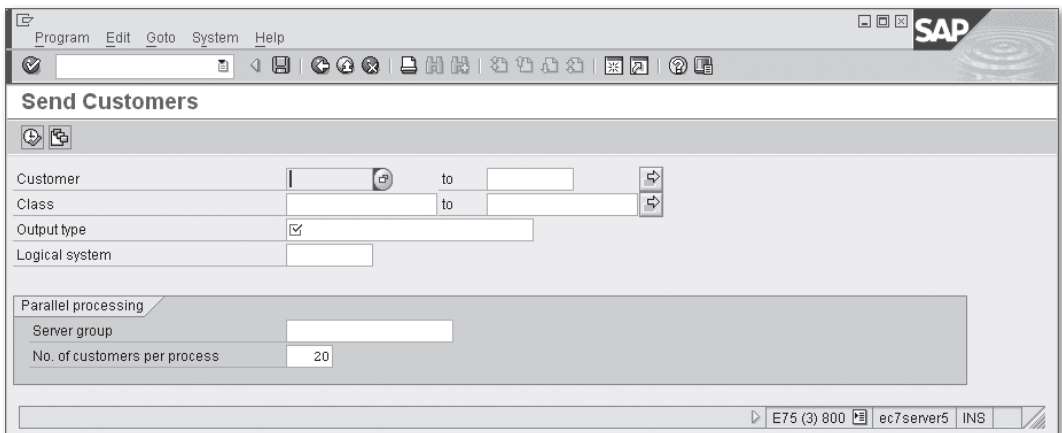 Program Edit Goto System Help
SAP
Send Customers
Customer to
Class to
Output type
Logical system
Parallel processing
Server group
No. of customers per process 20
E75 (3) 800 ec7server5 INS